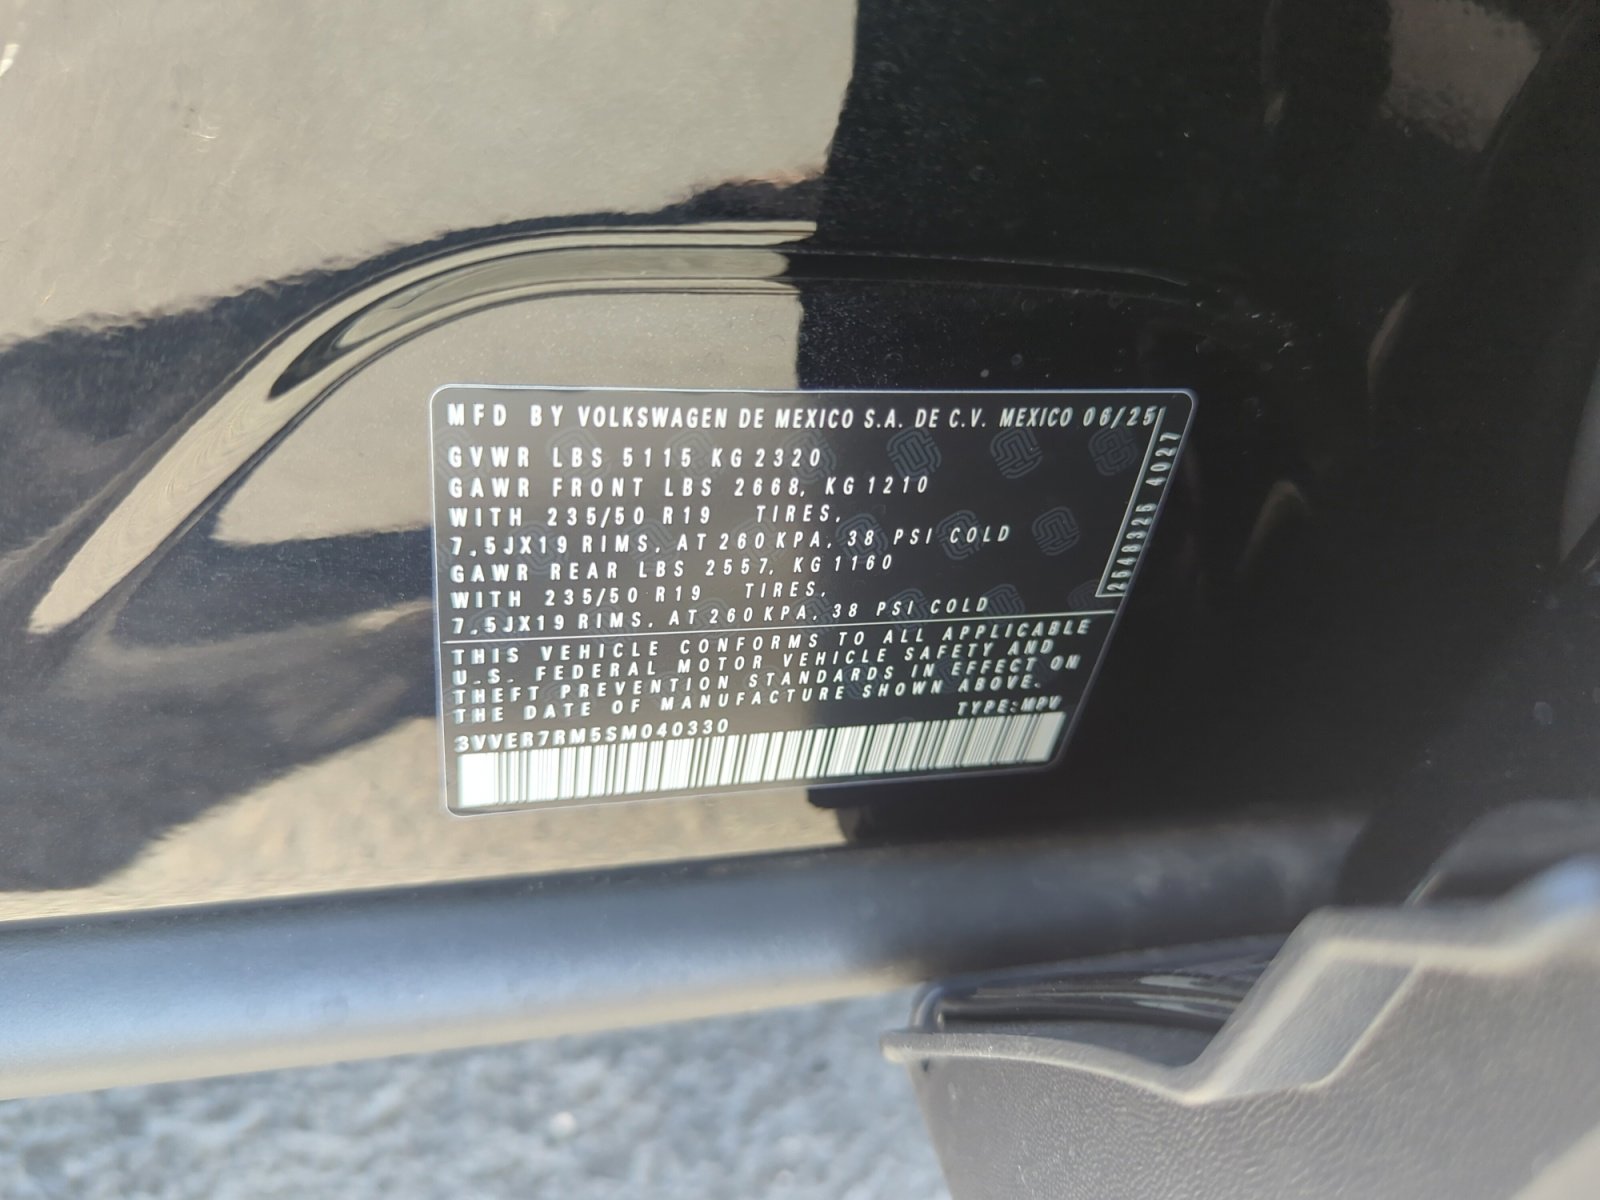 MFD BY VOLKSWAGEN DE MEXICO S.A. DE C.V. MEXICO 06/25
GVWR LBS 5115 KG 2320
GAWR FRONT LBS 2668, KG 1210
WITH 235/50 R19 TIRES,
7.5JX19 RIMS, AT 260 KPA, 38 PSI COLD
GAWR REAR LBS 2557, KG 1160
WITH 235/50 R19 TIRES,
7.5JX19 RIMS, AT 260 KPA, 38 PSI COLD
2548325 4027
THIS VEHICLE CONFORMS TO ALL APPLICABLE
U.S. FEDERAL MOTOR VEHICLE SAFETY AND
THEFT PREVENTION STANDARDS IN EFFECT ON
THE DATE OF MANUFACTURE SHOWN ABOVE.
TYPE:MPV
3VVER7RM5SM040330